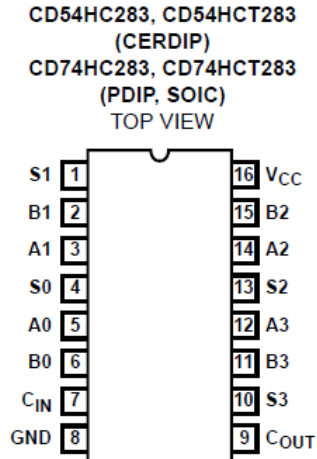 CD54HC283, CD54HCT283
(CERDIP)
CD74HC283, CD74HCT283
(PDIP, SOIC)
TOP VIEW
S1 1 16 VCC
B1 2 15 B2
A1 3 14 A2
S0 4 13 S2
A0 5 12 A3
B0 6 11 B3
CIN 7 10 S3
GND 8 9 COUT